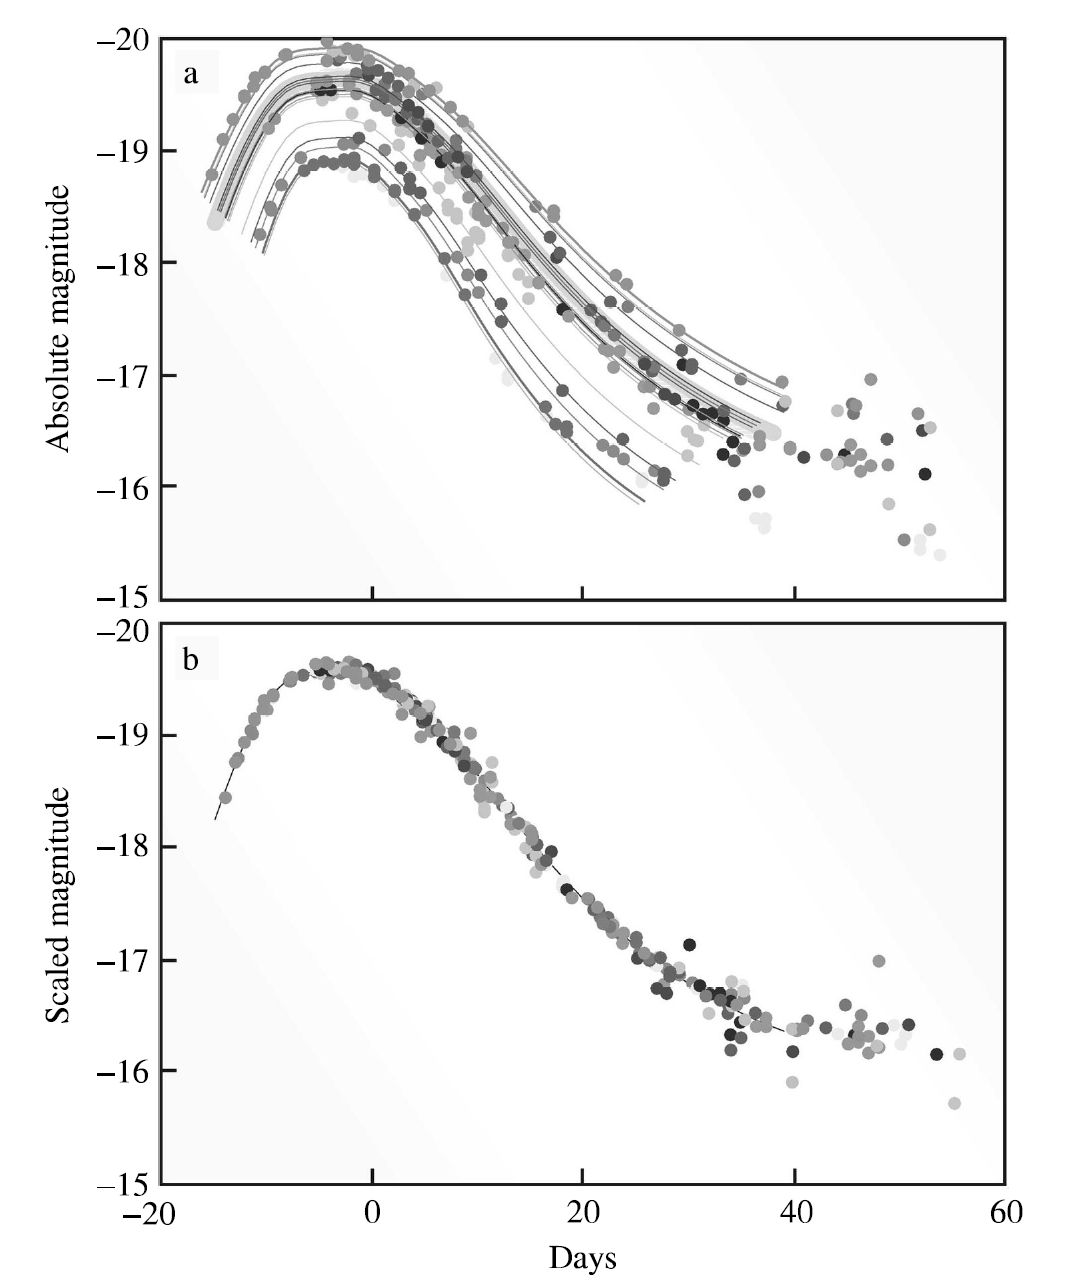 –20
a
–19
–18
–17
–16
–15
Absolute magnitude
–20
b
–19
–18
–17
–16
–15
Scaled magnitude
–20 0 20 40 60
Days